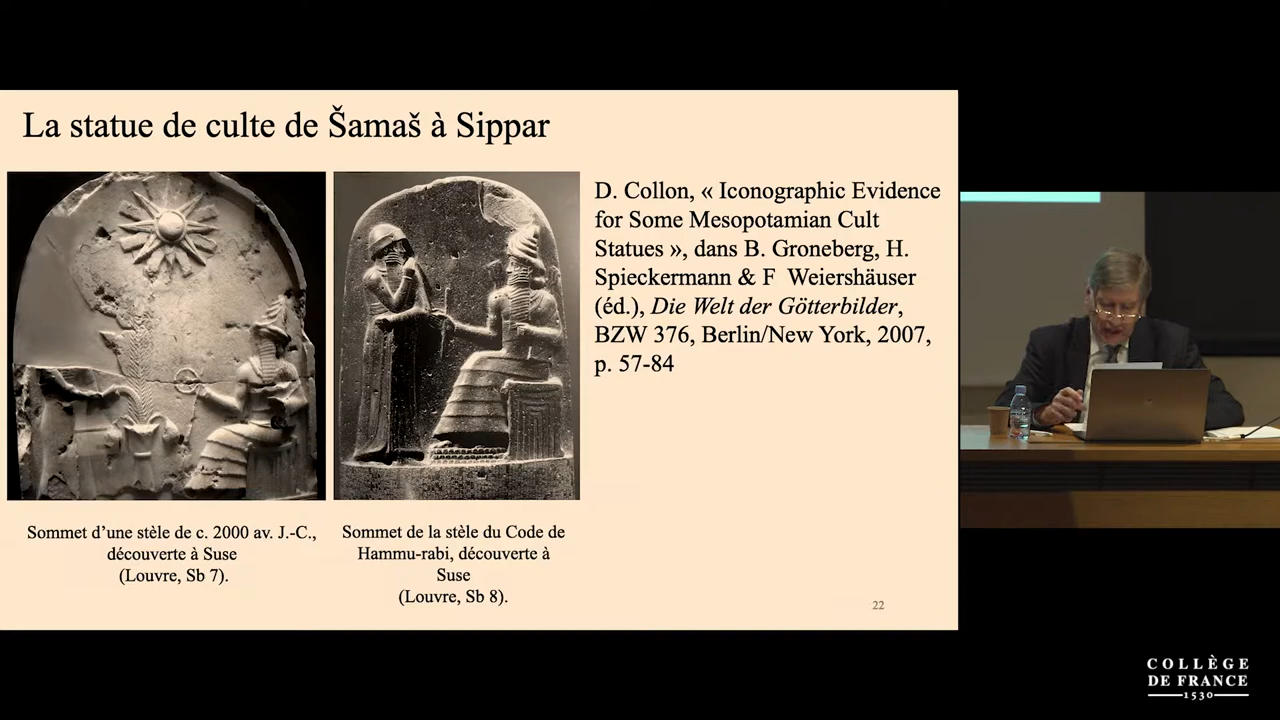 La statue de culte de Šamaš à Sippar
D. Collon, « Iconographic Evidence
for Some Mesopotamian Cult
Statues », dans B. Groneberg, H.
Spieckermann & F Weiershäuser
(éd.), Die Welt der Götterbilder,
BZW 376, Berlin/New York, 2007,
p. 57-84
Sommet d'une stèle de c. 2000 av. J.-C.,
découverte à Suse
(Louvre, Sb 7).
Sommet de la stèle du Code de
Hammu-rabi, découverte à
Suse
(Louvre, Sb 8).
22
COLLÈGE
DE FRANCE
1530